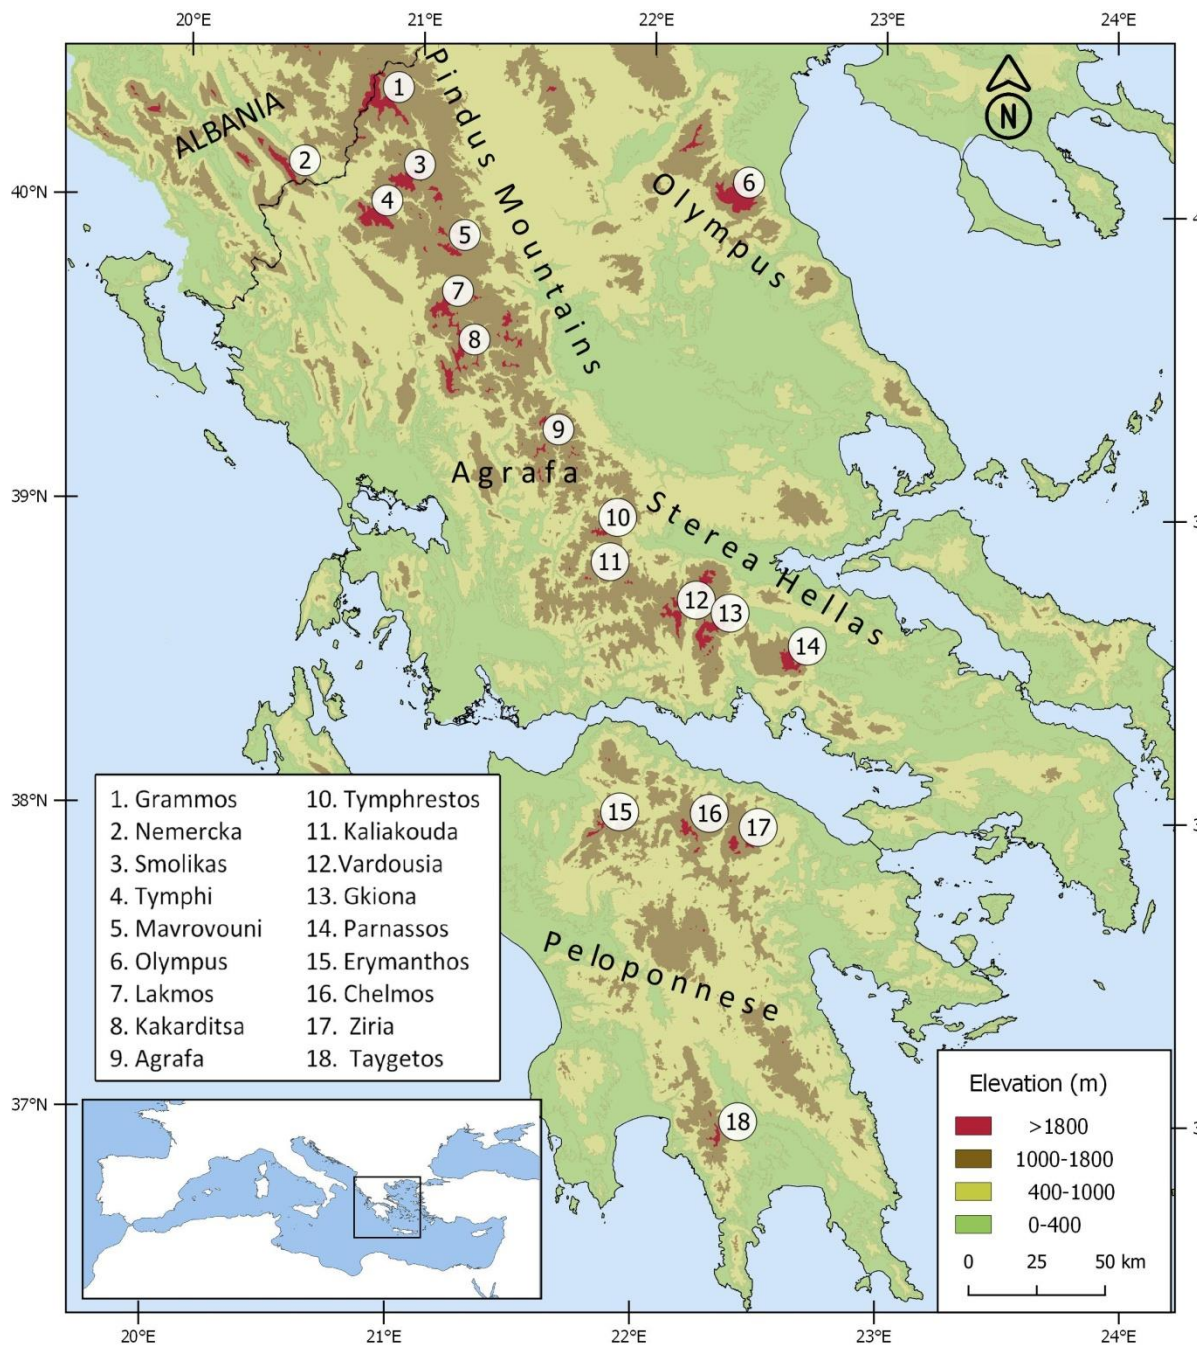 20°E 21°E 22°E 23°E 24°E
N
Pindus Mountains
1
ALBANIA
2
3
6
40°N
4
4
Olympus
5
7
8
9
Agrafa
39°N
10
Sterea Hellas
3
11
12
13
14
38°N
3
15
16
17
1. Grammos
2. Nemercka
3. Smolikas
4. Tymphi
5. Mavrovouni
6. Olympus
7. Lakmos
8. Kakarditsa
9. Agrafa
10. Tymphrestos
11. Kaliakouda
12.Vardousia
13. Gkiona
14. Parnassos
15. Erymanthos
16. Chelmos
17. Ziria
18. Taygetos
Peloponnese
37°N
3
18
Elevation (m)
>1800
1000-1800
400-1000
0-400
0 25 50 km
20°E 21°E 22°E 23°E 24°E